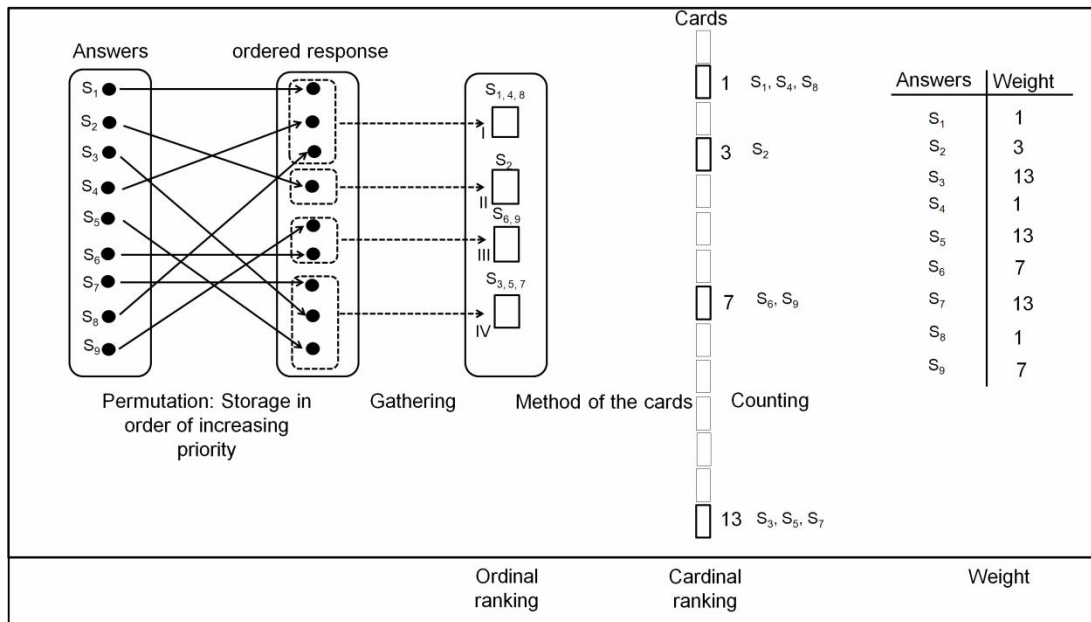 Cards
Answers
ordered response
S1
S2
S3
S4
S5
S6
S7
S8
S9
S1, 4, 8
I
S2
II
S6, 9
III
S3, 5, 7
IV
1 S1, S4, S8
3 S2
7 S6, S9
13 S3, S5, S7
Answers Weight
S1 1
S2 3
S3 13
S4 1
S5 13
S6 7
S7 13
S8 1
S9 7
Permutation: Storage in
order of increasing
priority
Gathering
Method of the cards
Counting
Ordinal
ranking
Cardinal
ranking
Weight